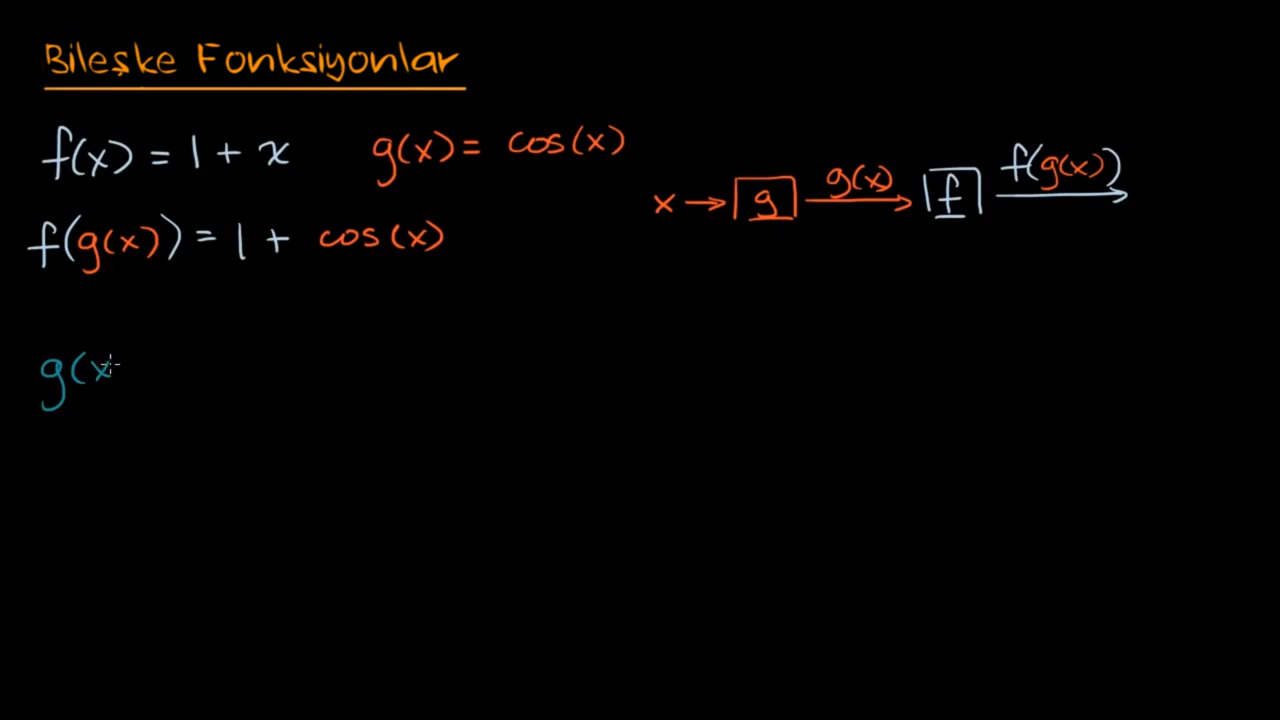 Bileşke Fonksiyonlar
f(x) = 1 + x
g(x) = cos(x)
x → g g(x) f f(g(x))
f(g(x)) = 1 + cos(x)
g(x